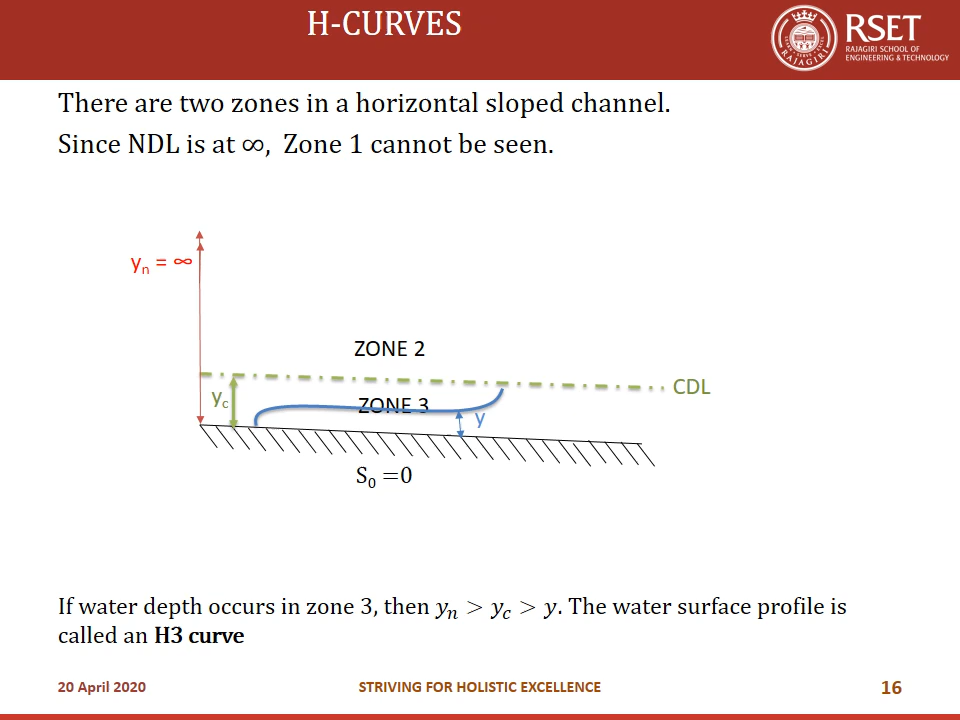 H-CURVES
RSET
RAJAGIRI SCHOOL OF
ENGINEERING & TECHNOLOGY
There are two zones in a horizontal sloped channel.
Since NDL is at ∞, Zone 1 cannot be seen.
yn = ∞
ZONE 2
CDL
yc
ZONE 3
y
S0 =0
If water depth occurs in zone 3, then yn > yc > y. The water surface profile is
called an H3 curve
20 April 2020
STRIVING FOR HOLISTIC EXCELLENCE
16